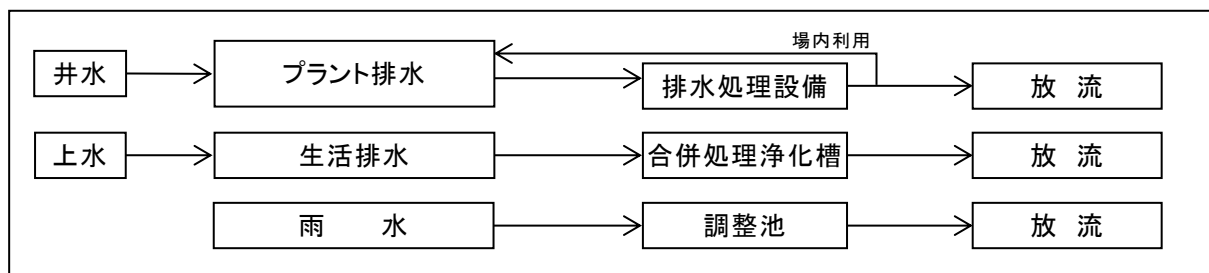 場内利用
井水 プラント排水 排水処理設備 放 流
上水 生活排水 合併処理浄化槽 放 流
雨 水 調整池 放 流